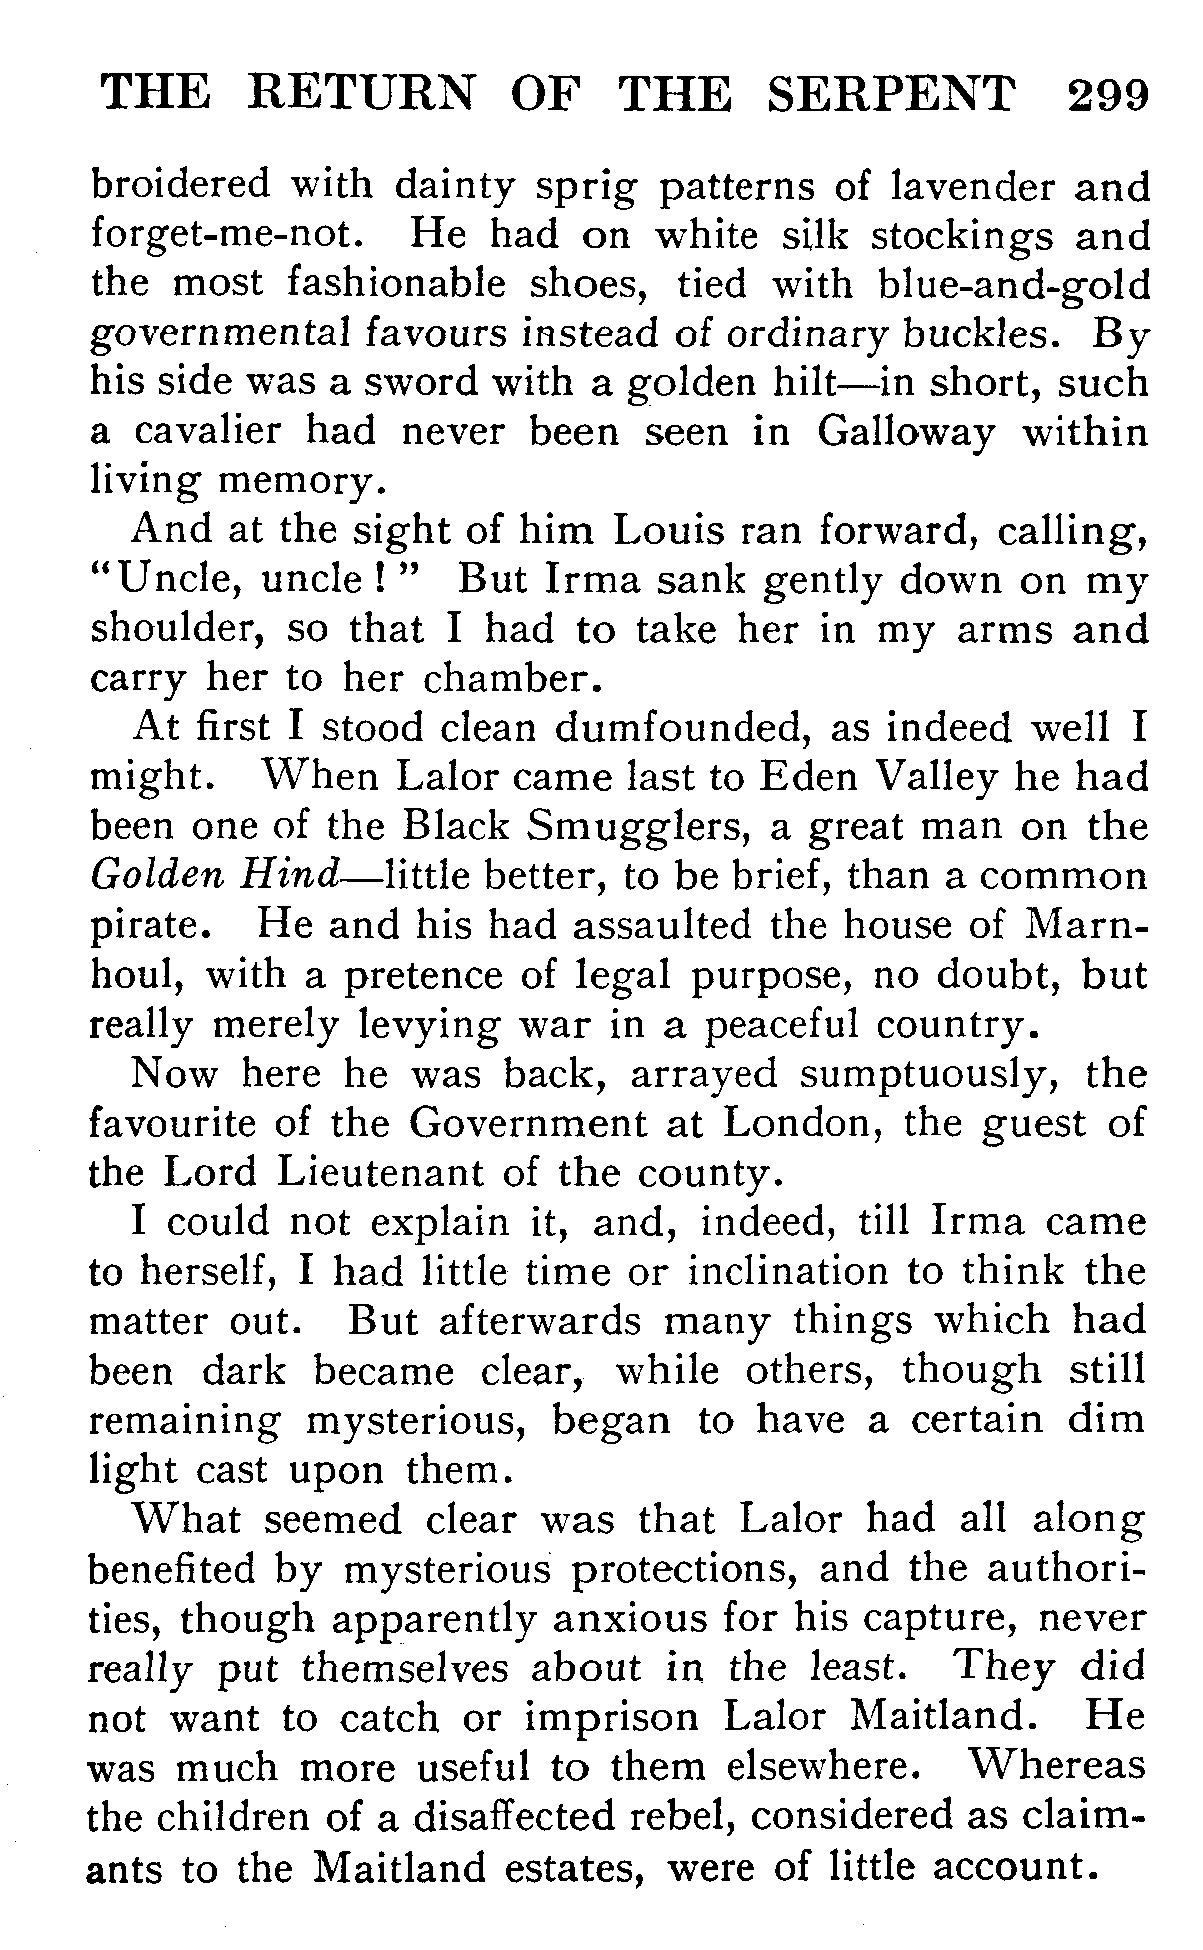 THE RETURN OF THE SERPENT 299
broidered with dainty sprig patterns of lavender and
forget-me-not. He had on white silk stockings and
the most fashionable shoes, tied with blue-and-gold
governmental favours instead of ordinary buckles. By
his side was a sword with a golden hilt—in short, such
a cavalier had never been seen in Galloway within
living memory.
And at the sight of him Louis ran forward, calling,
“Uncle, uncle ! ” But Irma sank gently down on my
shoulder, so that I had to take her in my arms and
carry her to her chamber.
At first I stood clean dumfounded, as indeed well I
might. When Lalor came last to Eden Valley he had
been one of the Black Smugglers, a great man on the
Golden Hind—little better, to be brief, than a common
pirate. He and his had assaulted the house of Marn-
houl, with a pretence of legal purpose, no doubt, but
really merely levying war in a peaceful country.
Now here he was back, arrayed sumptuously, the
favourite of the Government at London, the guest of
the Lord Lieutenant of the county.
I could not explain it, and, indeed, till Irma came
to herself, I had little time or inclination to think the
matter out. But afterwards many things which had
been dark became clear, while others, though still
remaining mysterious, began to have a certain dim
light cast upon them.
What seemed clear was that Lalor had all along
benefited by mysterious protections, and the authori-
ties, though apparently anxious for his capture, never
really put themselves about in the least. They did
not want to catch or imprison Lalor Maitland. He
was much more useful to them elsewhere. Whereas
the children of a disaffected rebel, considered as claim-
ants to the Maitland estates, were of little account.